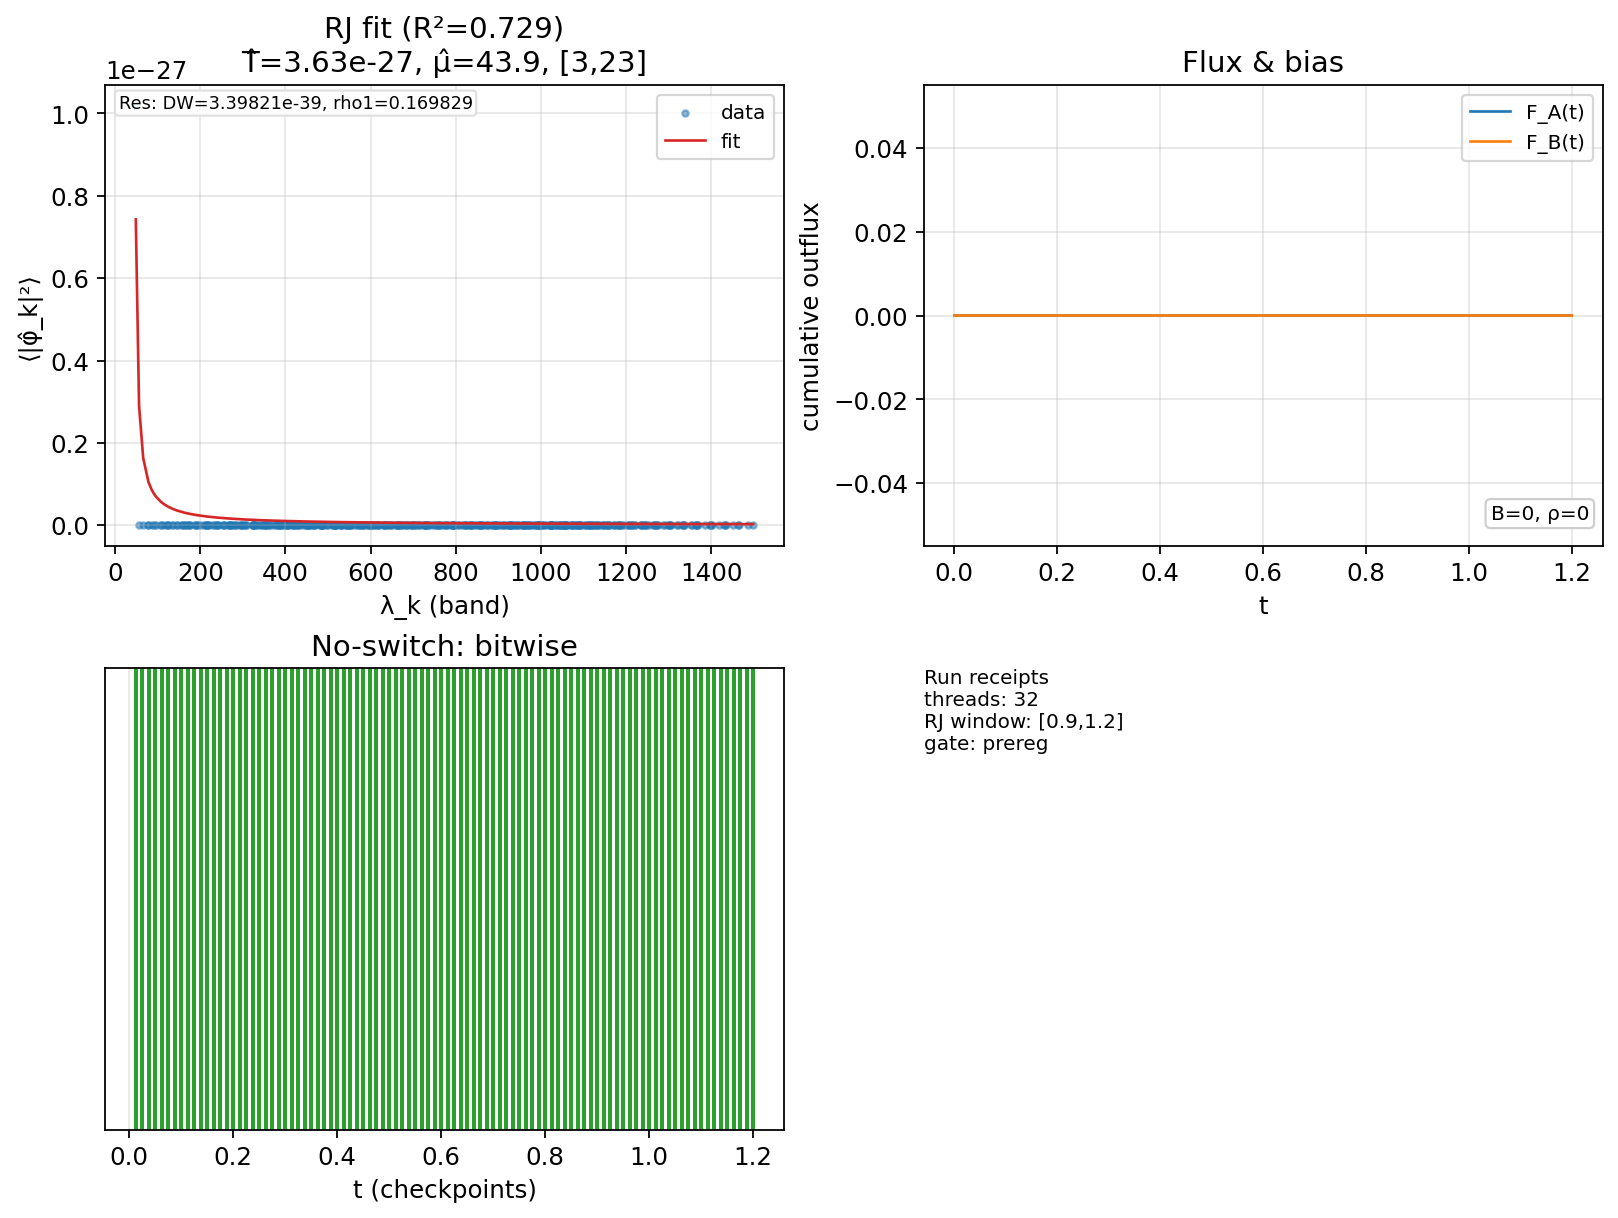 RJ fit (R²=0.729)
T̂=3.63e-27, μ̂=43.9, [3,23]
1e−27
Res: DW=3.39821e-39, rho1=0.169829
data
fit
1.0
0.8
0.6
0.4
0.2
0.0
⟨|φ̂_k|²⟩
0
200
400
600
800
1000
1200
1400
λ_k (band)
Flux & bias
F_A(t)
F_B(t)
0.04
0.02
0.00
−0.02
−0.04
cumulative outflux
B=0, ρ=0
0.0
0.2
0.4
0.6
0.8
1.0
1.2
t
No-switch: bitwise
0.0
0.2
0.4
0.6
0.8
1.0
1.2
t (checkpoints)
Run receipts
threads: 32
RJ window: [0.9,1.2]
gate: prereg